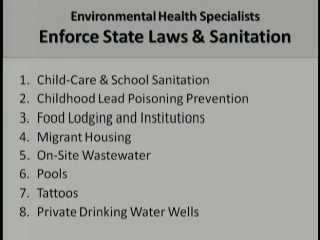 Environmental Health Specialists
Enforce State Laws & Sanitation
1. Child-Care & School Sanitation
2. Childhood Lead Poisoning Prevention
3. Food Lodging and Institutions
4. Migrant Housing
5. On-Site Wastewater
6. Pools
7. Tattoos
8. Private Drinking Water Wells